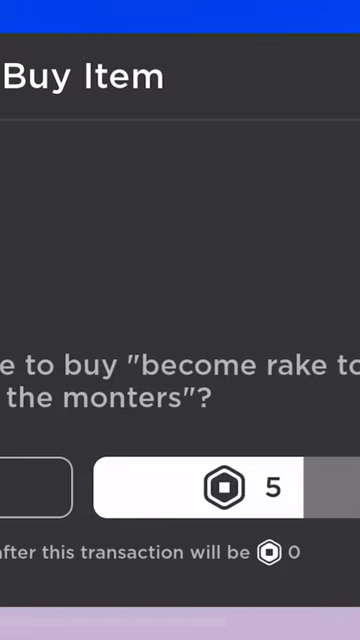 Buy Item
e to buy "become rake to
the monters"?
5
after this transaction will be 0